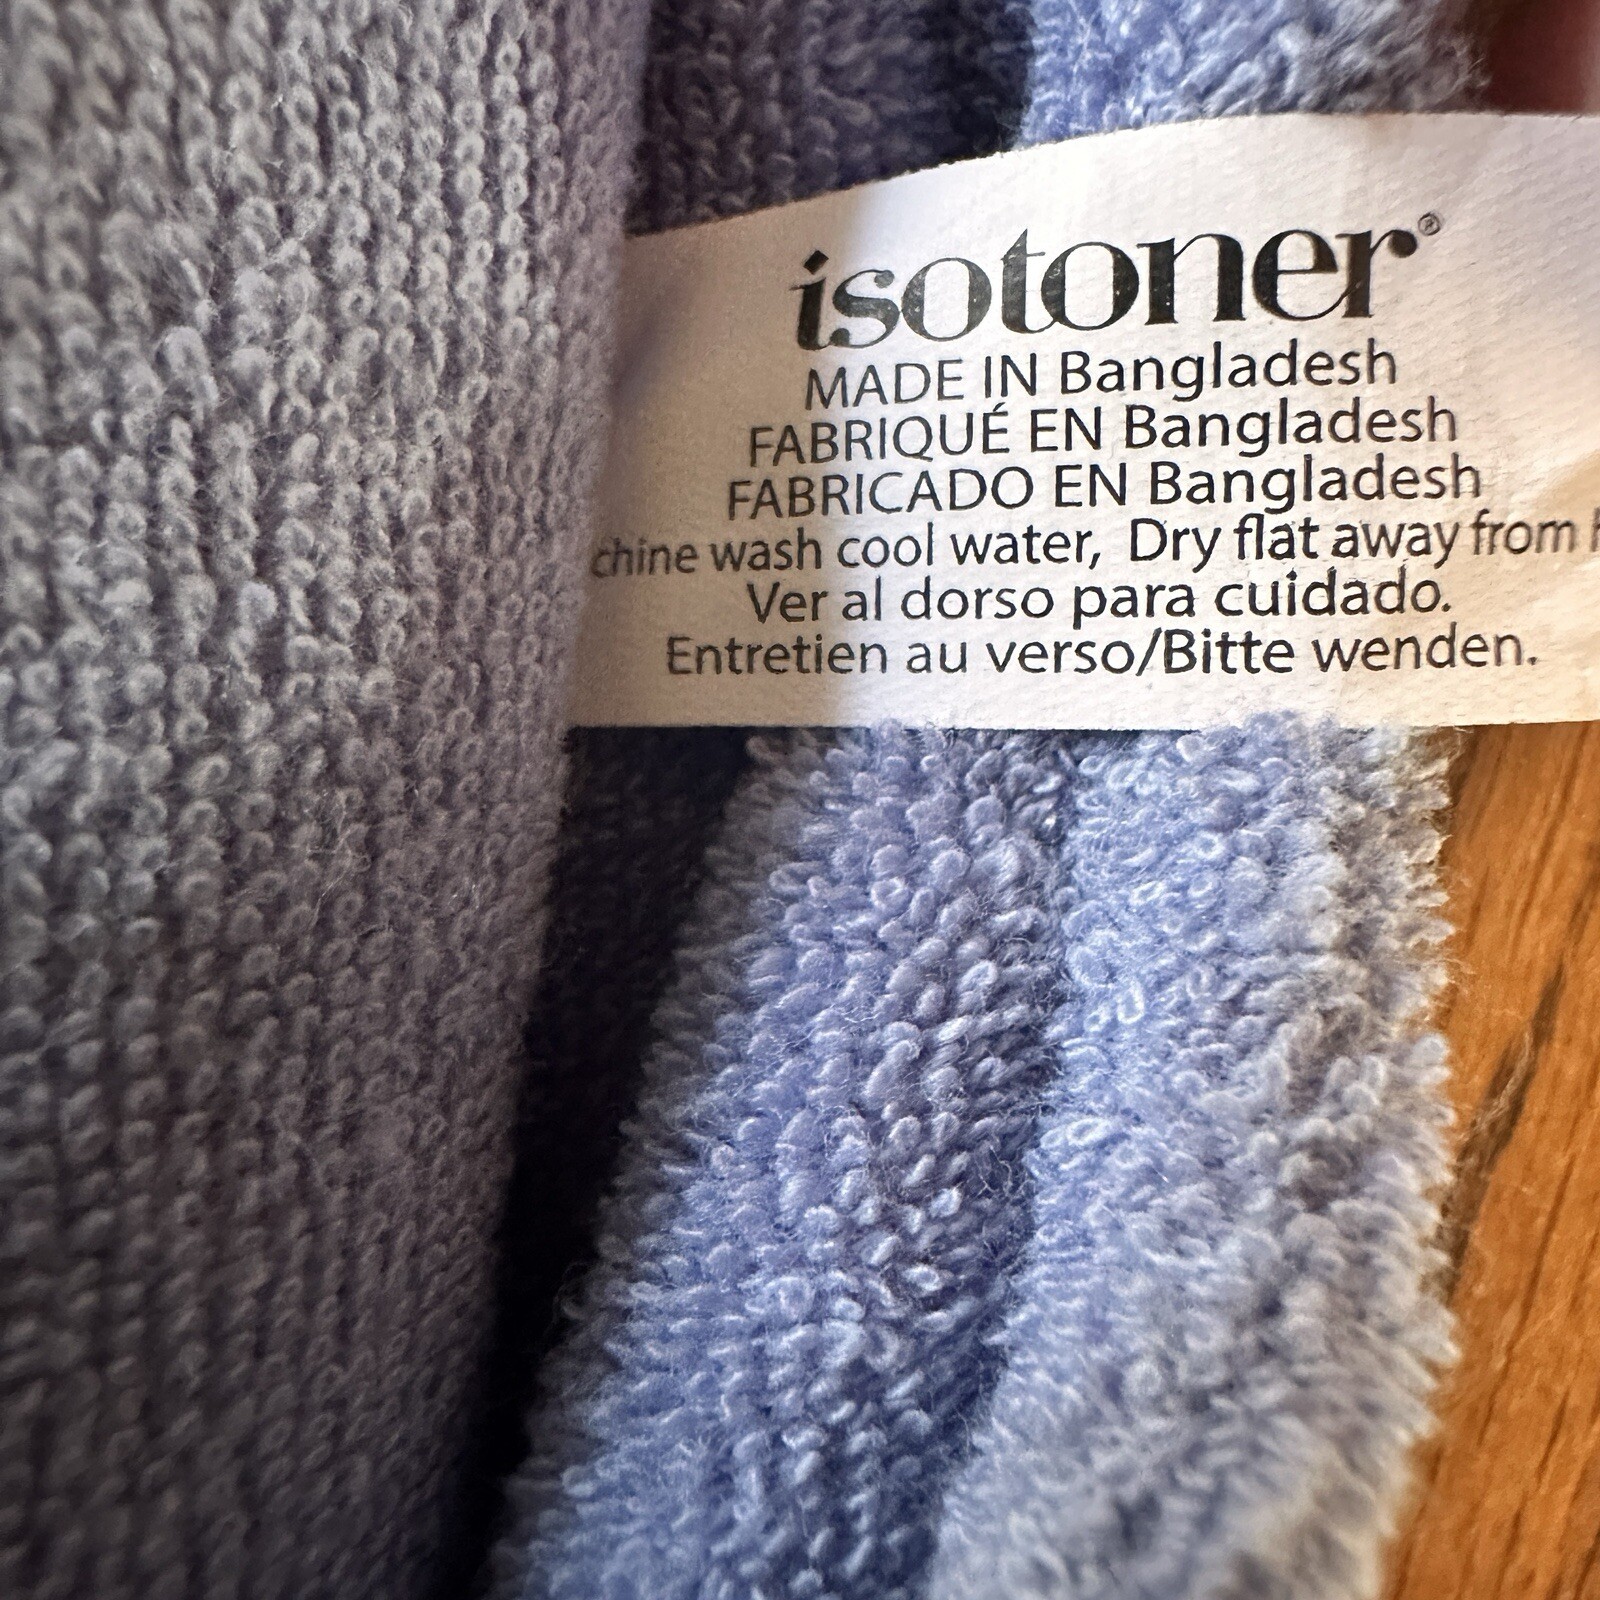 isotoner®
MADE IN Bangladesh
FABRIQUÉ EN Bangladesh
FABRICADO EN Bangladesh
chine wash cool water, Dry flat away from
Ver al dorso para cuidado.
Entretien au verso/Bitte wenden.